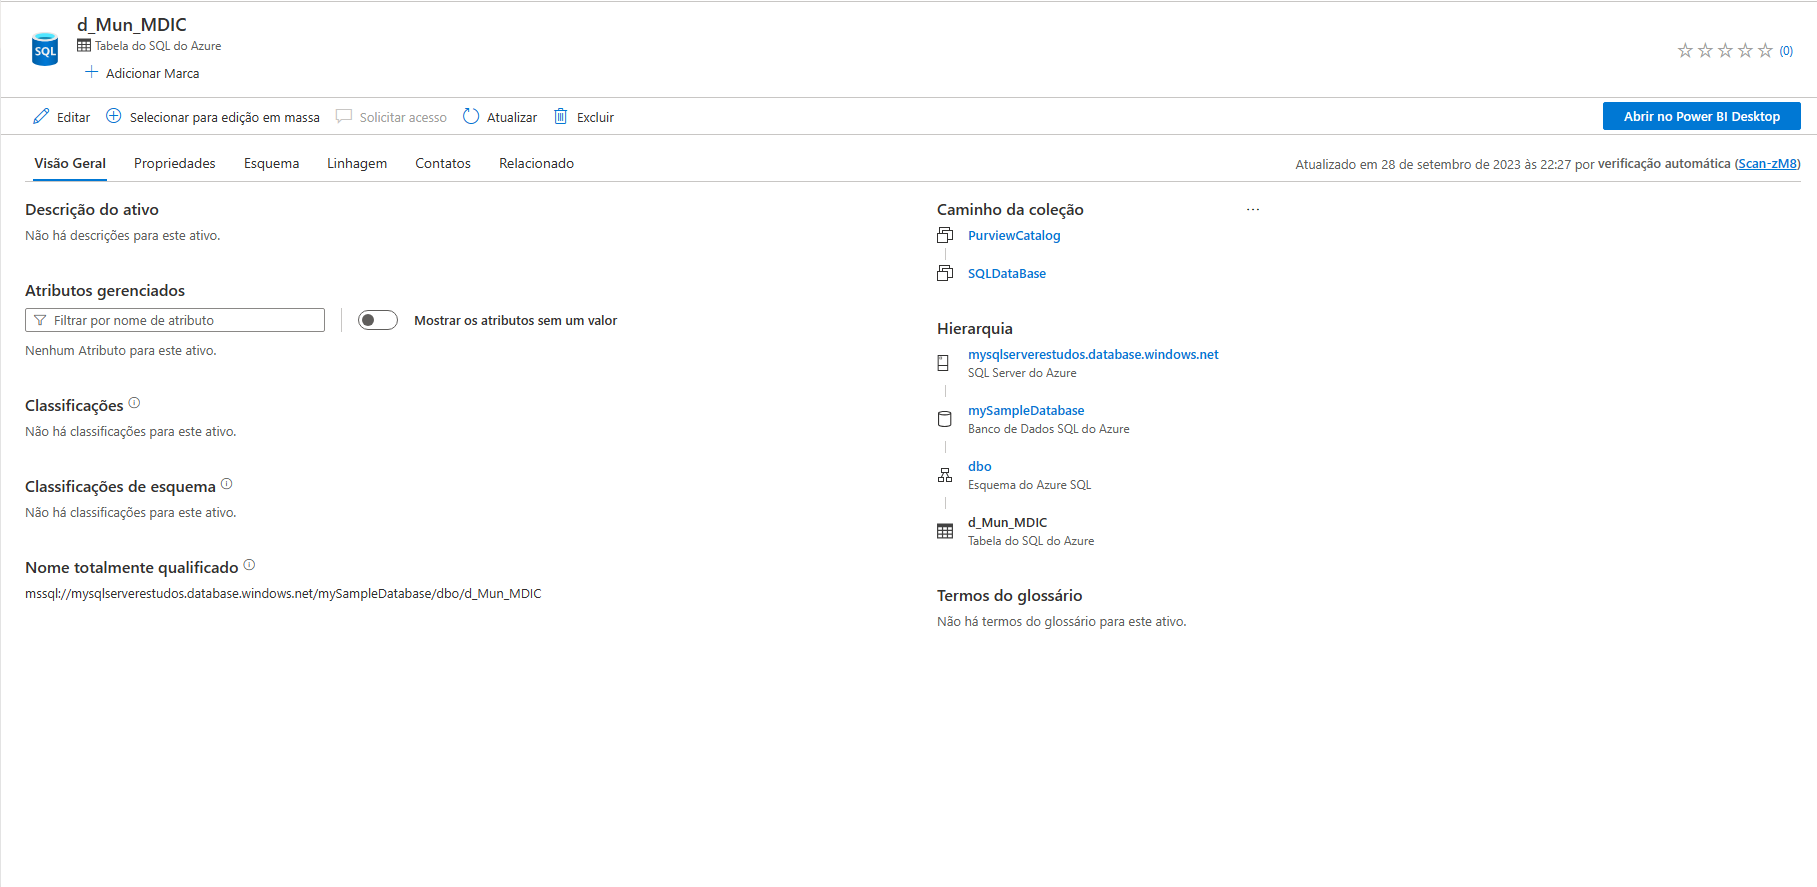 d_Mun_MDIC
SQL
Tabela do SQL do Azure
Adicionar Marca
(0)
Editar
Selecionar para edição em massa
Solicitar acesso
Atualizar
Excluir
Abrir no Power BI Desktop
Visão Geral
Propriedades
Esquema
Linhagem
Contatos
Relacionado
Atualizado em 28 de setembro de 2023 às 22:27 por verificação automática (Scan-zM8)
Descrição do ativo
Não há descrições para este ativo.
Atributos gerenciados
Filtrar por nome de atributo
Mostrar os atributos sem um valor
Nenhum Atributo para este ativo.
Classificações
Não há classificações para este ativo.
Classificações de esquema
Não há classificações para este ativo.
Nome totalmente qualificado
mssql://mysqlserverestudos.database.windows.net/mySampleDatabase/dbo/d_Mun_MDIC
Caminho da coleção
...
PurviewCatalog
SQLDataBase
Hierarquia
mysqlserverestudos.database.windows.net
SQL Server do Azure
mySampleDatabase
Banco de Dados SQL do Azure
dbo
Esquema do Azure SQL
d_Mun_MDIC
Tabela do SQL do Azure
Termos do glossário
Não há termos do glossário para este ativo.